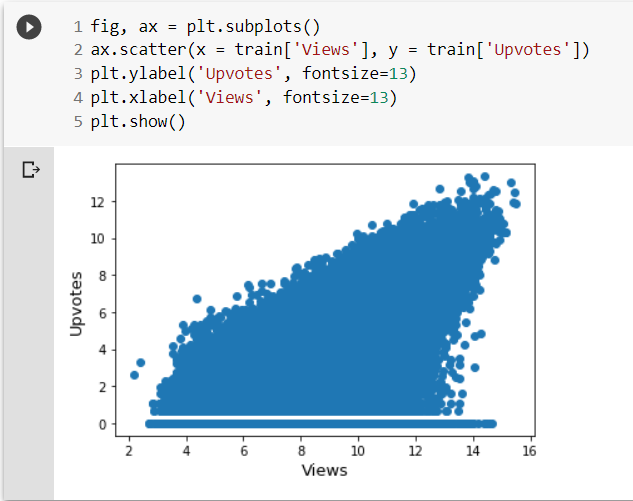 1 fig, ax = plt.subplots()
2 ax.scatter(x = train['Views'], y = train['Upvotes'])
3 plt.ylabel('Upvotes', fontsize=13)
4 plt.xlabel('Views', fontsize=13)
5 plt.show()
12
10
8
6
4
2
0
Upvotes
2 4 6 8 10 12 14 16
Views